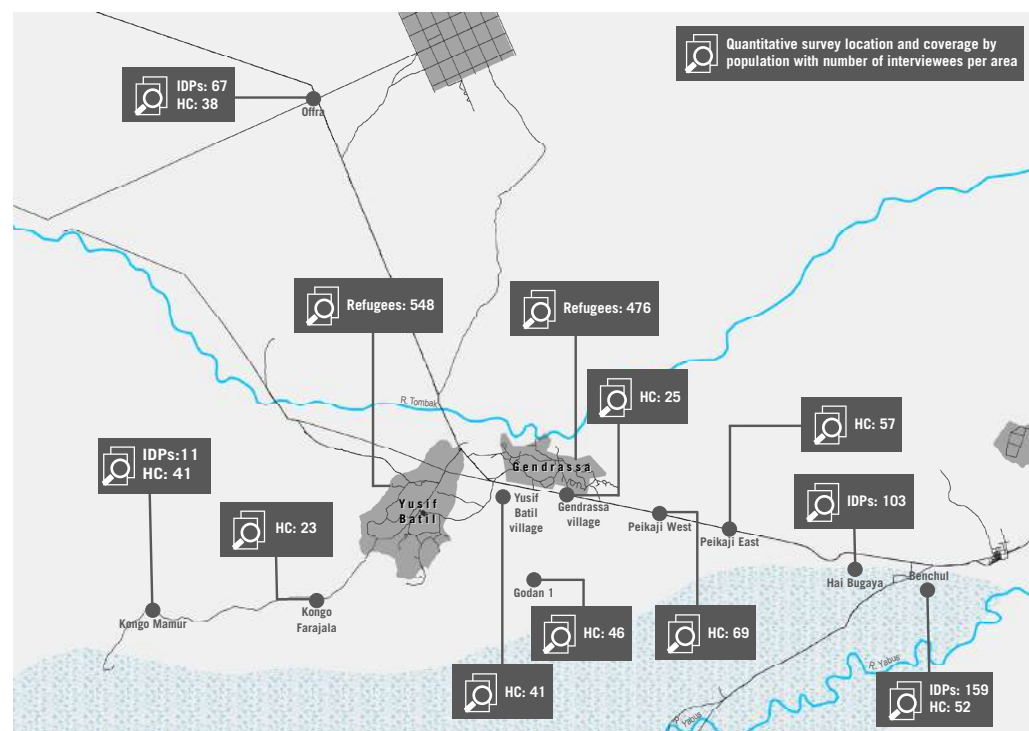 Quantitative survey location and coverage by
population with number of interviewees per area
IDPs: 67
HC: 38
Offra
Refugees: 548
Refugees: 476
R. Tombak
HC: 25
HC: 57
IDPs:11
HC: 41
Gendrassa
Yusif
Batil
Yusif
Batil
village
Gendrassa
village
Peikaji West
Peikaji East
IDPs: 103
HC: 23
Hai Bugaya
Benchul
Godan 1
Kongo Mamur
Kongo
Farajala
HC: 46
HC: 69
HC: 41
R. Yabus
IDPs: 159
HC: 52
R. Yabus